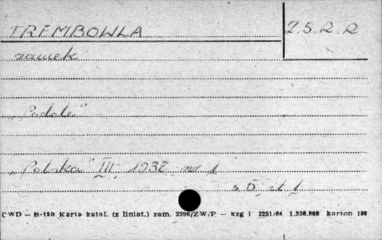 TREMBOWLA
Z.S.R.R
zamek
„Podole"
„Polska" III 1937 nr 1
s 5 il 1
CWD — B-15b Karta katal. (z liniat.) zam. 2396/Z.W./P — kzg 1 2251/64 1.330.000 karton 180